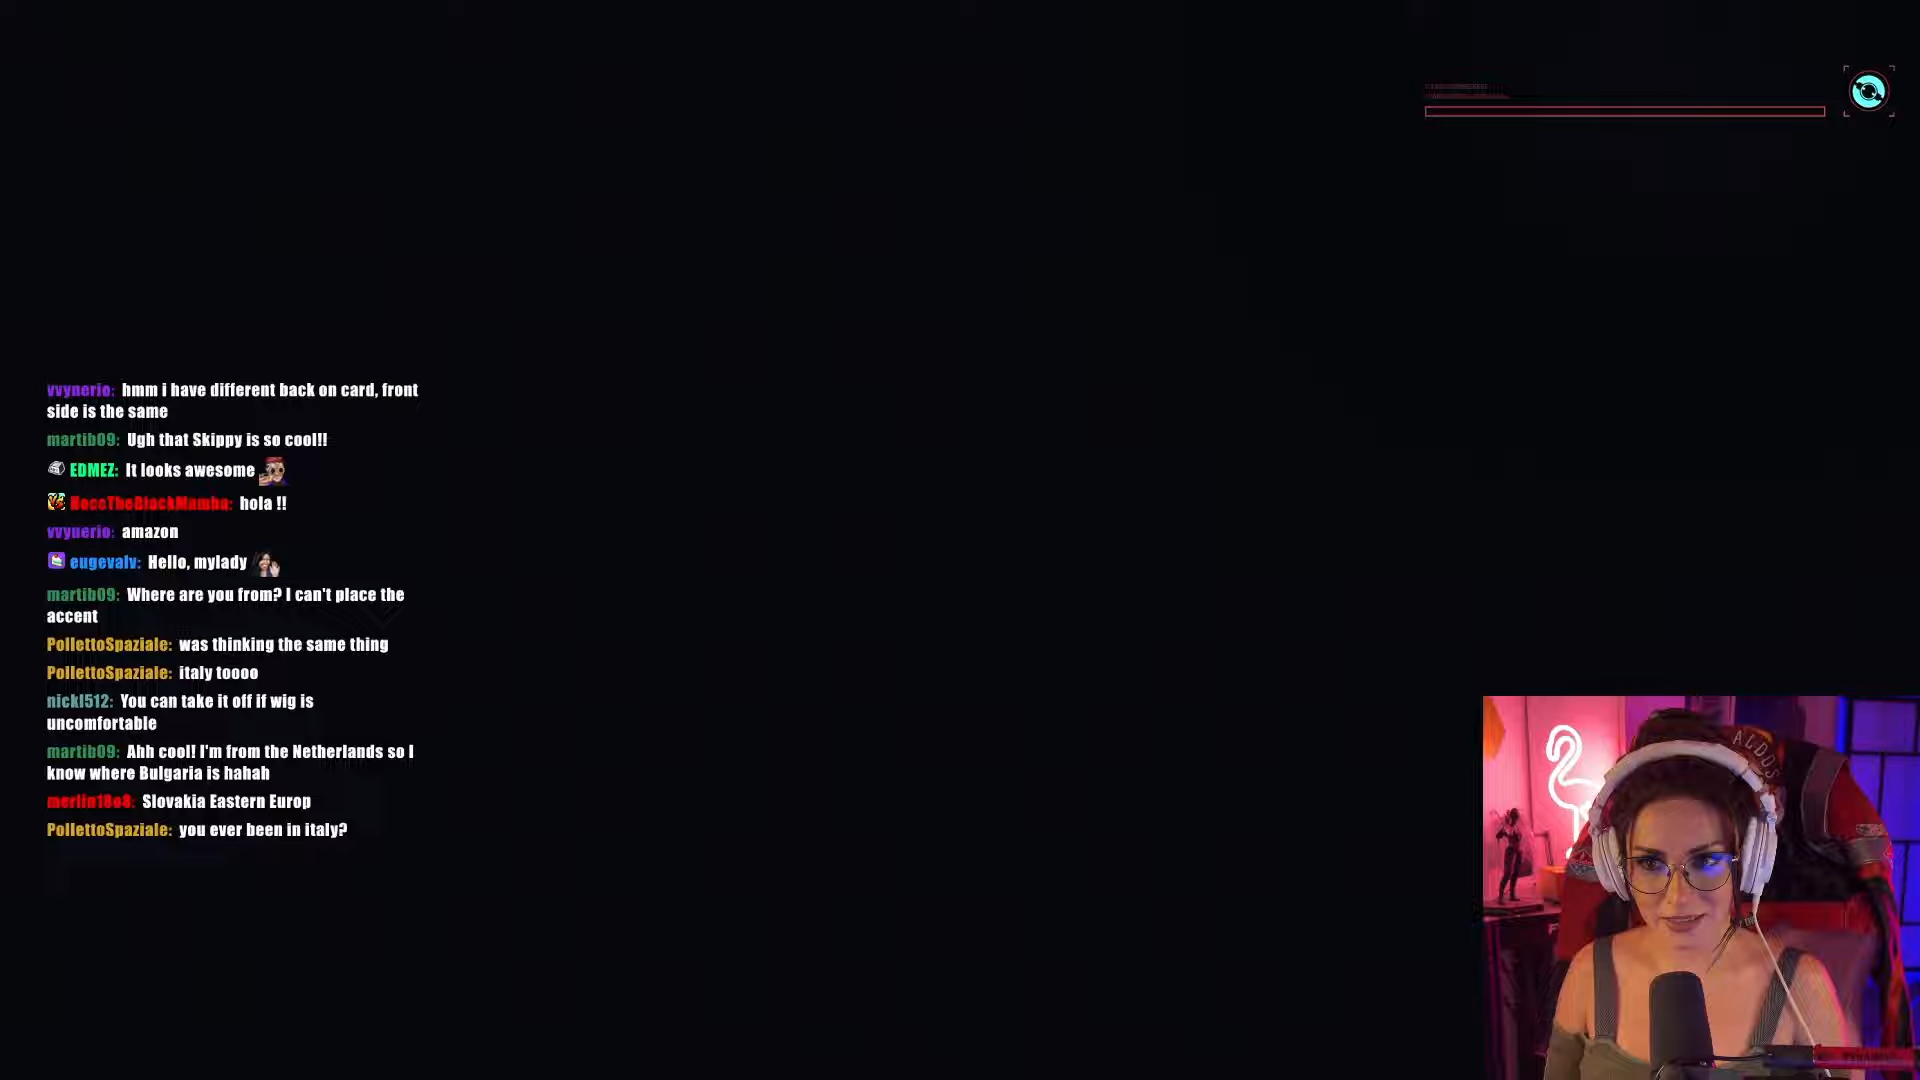 vvynerio: hmm i have different back on card, front
side is the same
martib09: Ugh that Skippy is so cool!!
EDMEZ: It looks awesome
hola !!
vvynerio: amazon
eugevalv: Hello, mylady
martib09: Where are you from? I can't place the
accent
PollettoSpaziale: was thinking the same thing
PollettoSpaziale: italy toooo
nickl512: You can take it off if wig is
uncomfortable
martib09: Ahh cool! I'm from the Netherlands so I
know where Bulgaria is hahah
merlin18o8: Slovakia Eastern Europ
PollettoSpaziale: you ever been in italy?
ALDOS